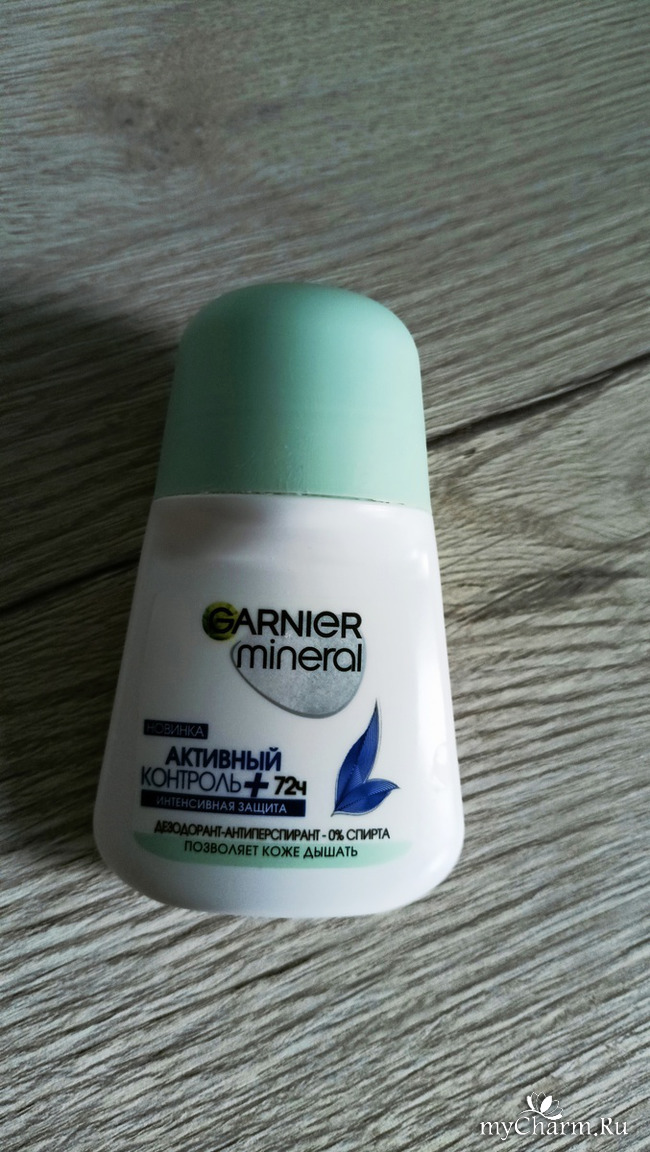 GARNIER
mineral
НОВИНКА
АКТИВНЫЙ
КОНТРОЛЬ + 72ч
ИНТЕНСИВНАЯ ЗАЩИТА
ДЕЗОДОРАНТ-АНТИПЕРСПИРАНТ - 0% СПИРТА
ПОЗВОЛЯЕТ КОЖЕ ДЫШАТЬ
myCharm.Ru